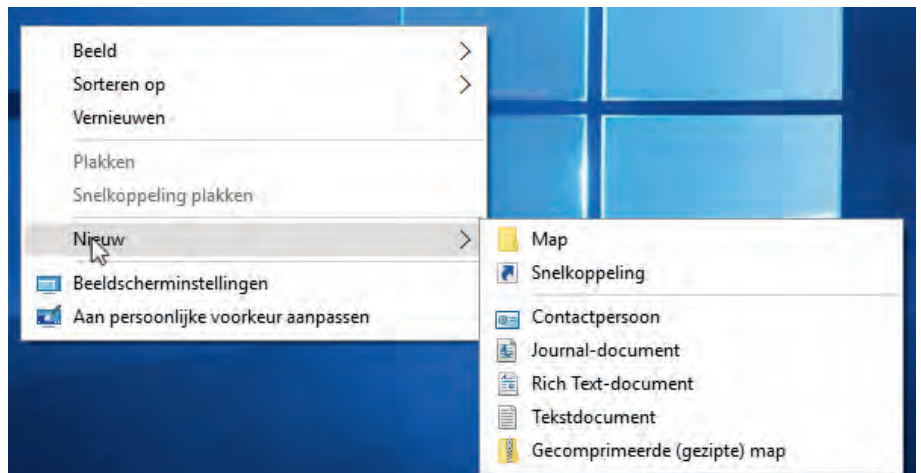 Beeld
Sorteren op
Vernieuwen
Plakken
Snelkoppeling plakken
Nieuw
Beeldscherminstellingen
Aan persoonlijke voorkeur aanpassen
Map
Snelkoppeling
Contactpersoon
Journal-document
Rich Text-document
Tekstdocument
Gecomprimeerde (gezipte) map